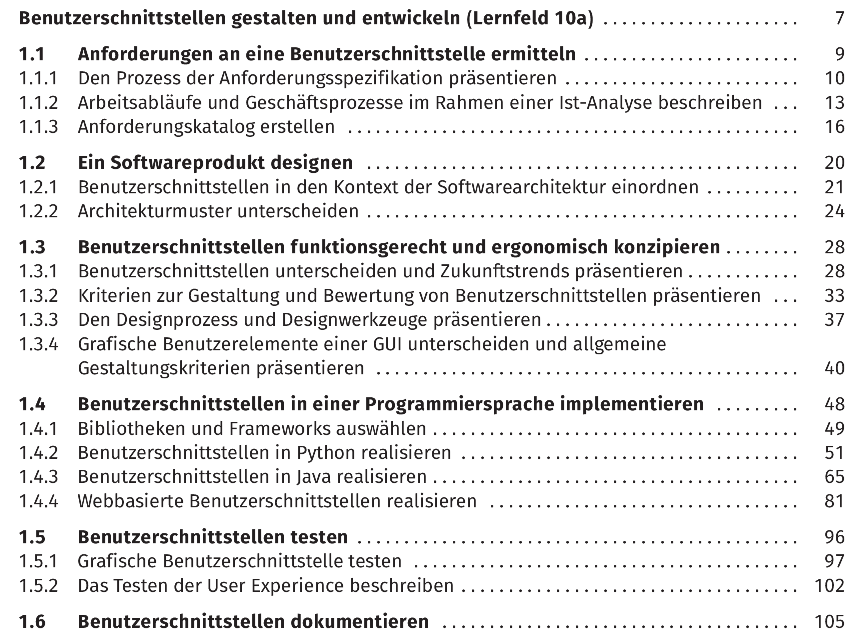 Benutzerschnittstellen gestalten und entwickeln (Lernfeld 10a) . . . . . . . . . . . . . . . . . . . . 7
1.1 Anforderungen an eine Benutzerschnittstelle ermitteln . . . . . . . . . . . . . . . . . . . . . . 9
1.1.1 Den Prozess der Anforderungsspezifikation präsentieren . . . . . . . . . . . . . . . . . . . . . . . . 10
1.1.2 Arbeitsabläufe und Geschäftsprozesse im Rahmen einer Ist-Analyse beschreiben . . . 13
1.1.3 Anforderungskatalog erstellen . . . . . . . . . . . . . . . . . . . . . . . . . . . . . . . . . . . . . . . . . . . . . 16
1.2 Ein Softwareprodukt designen . . . . . . . . . . . . . . . . . . . . . . . . . . . . . . . . . . . . . . . . . . . 20
1.2.1 Benutzerschnittstellen in den Kontext der Softwarearchitektur einordnen . . . . . . . . . 21
1.2.2 Architekturmuster unterscheiden . . . . . . . . . . . . . . . . . . . . . . . . . . . . . . . . . . . . . . . . . . . 24
1.3 Benutzerschnittstellen funktionsgerecht und ergonomisch konzipieren . . . . . . . 28
1.3.1 Benutzerschnittstellen unterscheiden und Zukunftstrends präsentieren . . . . . . . . . . . 28
1.3.2 Kriterien zur Gestaltung und Bewertung von Benutzerschnittstellen präsentieren . . . 33
1.3.3 Den Designprozess und Designwerkzeuge präsentieren . . . . . . . . . . . . . . . . . . . . . . . . . 37
1.3.4 Grafische Benutzerelemente einer GUI unterscheiden und allgemeine
Gestaltungskriterien präsentieren . . . . . . . . . . . . . . . . . . . . . . . . . . . . . . . . . . . . . . . . . . 40
1.4 Benutzerschnittstellen in einer Programmiersprache implementieren . . . . . . . . 48
1.4.1 Bibliotheken und Frameworks auswählen . . . . . . . . . . . . . . . . . . . . . . . . . . . . . . . . . . . . . 49
1.4.2 Benutzerschnittstellen in Python realisieren . . . . . . . . . . . . . . . . . . . . . . . . . . . . . . . . . . 51
1.4.3 Benutzerschnittstellen in Java realisieren . . . . . . . . . . . . . . . . . . . . . . . . . . . . . . . . . . . . . 65
1.4.4 Webbasierte Benutzerschnittstellen realisieren . . . . . . . . . . . . . . . . . . . . . . . . . . . . . . . 81
1.5 Benutzerschnittstellen testen . . . . . . . . . . . . . . . . . . . . . . . . . . . . . . . . . . . . . . . . . . . . 96
1.5.1 Grafische Benutzerschnittstelle testen . . . . . . . . . . . . . . . . . . . . . . . . . . . . . . . . . . . . . . . 97
1.5.2 Das Testen der User Experience beschreiben . . . . . . . . . . . . . . . . . . . . . . . . . . . . . . . . . . 102
1.6 Benutzerschnittstellen dokumentieren . . . . . . . . . . . . . . . . . . . . . . . . . . . . . . . . . . . . 105